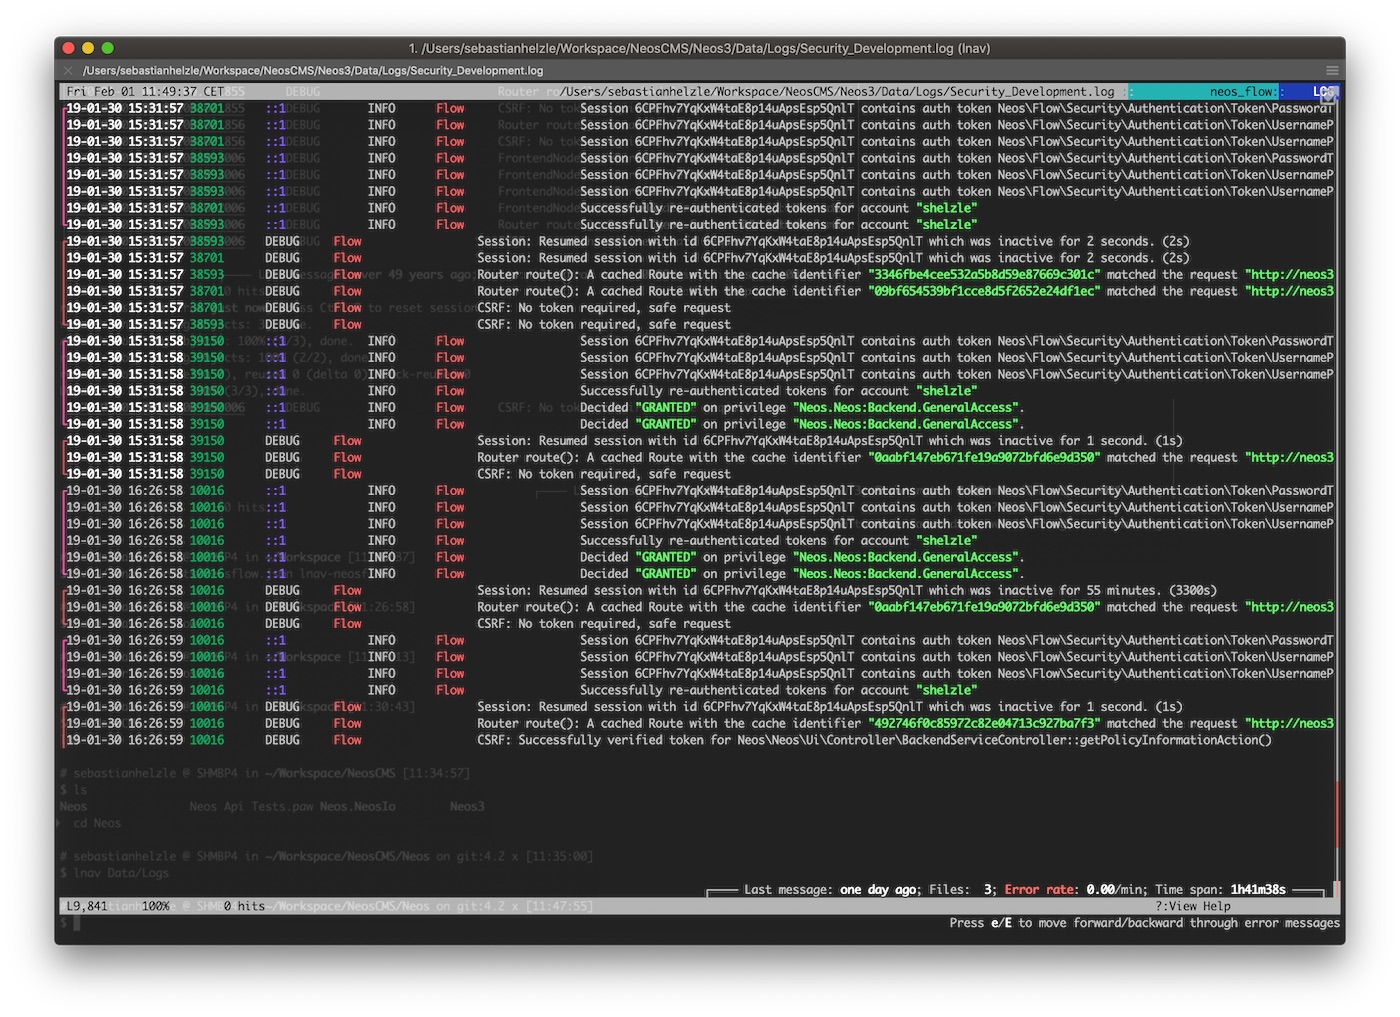 1. /Users/sebastianhelzle/Workspace/NeosCMS/Neos3/Data/Logs/Security_Development.log (lnav)
/Users/sebastianhelzle/Workspace/NeosCMS/Neos3/Data/Logs/Security_Development.log
Fri Feb 01 11:49:37 CET /Users/sebastianhelzle/Workspace/NeosCMS/Neos3/Data/Logs/Security_Development.log : neos_flow: LOG
19-01-30 15:31:57 38701 ::1 INFO Flow Session 6CPFhv7YqKxW4taE8p14uApsEsp5QnlT contains auth token Neos\Flow\Security\Authentication\Token\Password
19-01-30 15:31:57 38701 ::1 INFO Flow Session 6CPFhv7YqKxW4taE8p14uApsEsp5QnlT contains auth token Neos\Flow\Security\Authentication\Token\UsernameP
19-01-30 15:31:57 38701 ::1 INFO Flow Session 6CPFhv7YqKxW4taE8p14uApsEsp5QnlT contains auth token Neos\Flow\Security\Authentication\Token\UsernameP
19-01-30 15:31:57 38593 ::1 INFO Flow Session 6CPFhv7YqKxW4taE8p14uApsEsp5QnlT contains auth token Neos\Flow\Security\Authentication\Token\PasswordT
19-01-30 15:31:57 38593 ::1 INFO Flow Session 6CPFhv7YqKxW4taE8p14uApsEsp5QnlT contains auth token Neos\Flow\Security\Authentication\Token\UsernameP
19-01-30 15:31:57 38593 ::1 INFO Flow Session 6CPFhv7YqKxW4taE8p14uApsEsp5QnlT contains auth token Neos\Flow\Security\Authentication\Token\UsernameP
19-01-30 15:31:57 38701 ::1 INFO Flow Successfully re-authenticated tokens for account "shelzle"
19-01-30 15:31:57 38593 ::1 INFO Flow Successfully re-authenticated tokens for account "shelzle"
19-01-30 15:31:57 38593 DEBUG Flow Session: Resumed session with id 6CPFhv7YqKxW4taE8p14uApsEsp5QnlT which was inactive for 2 seconds. (2s)
19-01-30 15:31:57 38701 DEBUG Flow Session: Resumed session with id 6CPFhv7YqKxW4taE8p14uApsEsp5QnlT which was inactive for 2 seconds. (2s)
19-01-30 15:31:57 38593 DEBUG Flow Router route(): A cached Route with the cache identifier "3346fbe4cee532a5b8d59e87669c301c" matched the request "http://neos3
19-01-30 15:31:57 38701 DEBUG Flow Router route(): A cached Route with the cache identifier "09bf654539bf1cce8d5f2652e24df1ec" matched the request "http://neos3
19-01-30 15:31:57 38701 DEBUG Flow CSRF: No token required, safe request
19-01-30 15:31:57 38593 DEBUG Flow CSRF: No token required, safe request
19-01-30 15:31:58 39150 ::1 INFO Flow Session 6CPFhv7YqKxW4taE8p14uApsEsp5QnlT contains auth token Neos\Flow\Security\Authentication\Token\PasswordT
19-01-30 15:31:58 39150 ::1 INFO Flow Session 6CPFhv7YqKxW4taE8p14uApsEsp5QnlT contains auth token Neos\Flow\Security\Authentication\Token\UsernameP
19-01-30 15:31:58 39150 ::1 INFO Flow Session 6CPFhv7YqKxW4taE8p14uApsEsp5QnlT contains auth token Neos\Flow\Security\Authentication\Token\UsernameP
19-01-30 15:31:58 39150 ::1 INFO Flow Successfully re-authenticated tokens for account "shelzle"
19-01-30 15:31:58 39150 ::1 INFO Flow Decided "GRANTED" on privilege "Neos.Neos:Backend.GeneralAccess".
19-01-30 15:31:58 39150 ::1 INFO Flow Decided "GRANTED" on privilege "Neos.Neos:Backend.GeneralAccess".
19-01-30 15:31:58 39150 DEBUG Flow Session: Resumed session with id 6CPFhv7YqKxW4taE8p14uApsEsp5QnlT which was inactive for 1 second. (1s)
19-01-30 15:31:58 39150 DEBUG Flow Router route(): A cached Route with the cache identifier "0aabf147eb671fe19a9072bfd6e9d350" matched the request "http://neos3
19-01-30 15:31:58 39150 DEBUG Flow CSRF: No token required, safe request
19-01-30 16:26:58 10016 ::1 INFO Flow Session 6CPFhv7YqKxW4taE8p14uApsEsp5QnlT contains auth token Neos\Flow\Security\Authentication\Token\PasswordT
19-01-30 16:26:58 10016 ::1 INFO Flow Session 6CPFhv7YqKxW4taE8p14uApsEsp5QnlT contains auth token Neos\Flow\Security\Authentication\Token\UsernameP
19-01-30 16:26:58 10016 ::1 INFO Flow Session 6CPFhv7YqKxW4taE8p14uApsEsp5QnlT contains auth token Neos\Flow\Security\Authentication\Token\UsernameP
19-01-30 16:26:58 10016 ::1 INFO Flow Successfully re-authenticated tokens for account "shelzle"
19-01-30 16:26:58 10016 ::1 INFO Flow Decided "GRANTED" on privilege "Neos.Neos:Backend.GeneralAccess".
19-01-30 16:26:58 10016 ::1 INFO Flow Decided "GRANTED" on privilege "Neos.Neos:Backend.GeneralAccess".
19-01-30 16:26:58 10016 DEBUG Flow Session: Resumed session with id 6CPFhv7YqKxW4taE8p14uApsEsp5QnlT which was inactive for 55 minutes. (3300s)
19-01-30 16:26:58 10016 DEBUG Flow Router route(): A cached Route with the cache identifier "0aabf147eb671fe19a9072bfd6e9d350" matched the request "http://neos3
19-01-30 16:26:58 10016 DEBUG Flow CSRF: No token required, safe request
19-01-30 16:26:59 10016 ::1 INFO Flow Session 6CPFhv7YqKxW4taE8p14uApsEsp5QnlT contains auth token Neos\Flow\Security\Authentication\Token\PasswordT
19-01-30 16:26:59 10016 ::1 INFO Flow Session 6CPFhv7YqKxW4taE8p14uApsEsp5QnlT contains auth token Neos\Flow\Security\Authentication\Token\UsernameP
19-01-30 16:26:59 10016 ::1 INFO Flow Session 6CPFhv7YqKxW4taE8p14uApsEsp5QnlT contains auth token Neos\Flow\Security\Authentication\Token\UsernameP
19-01-30 16:26:59 10016 ::1 INFO Flow Successfully re-authenticated tokens for account "shelzle"
19-01-30 16:26:59 10016 DEBUG Flow Session: Resumed session with id 6CPFhv7YqKxW4taE8p14uApsEsp5QnlT which was inactive for 1 second. (1s)
19-01-30 16:26:59 10016 DEBUG Flow Router route(): A cached Route with the cache identifier "492746f0c85972c82e04713c927ba7f3" matched the request "http://neos3
19-01-30 16:26:59 10016 DEBUG Flow CSRF: Successfully verified token for Neos\Neos\Ui\Controller\BackendServiceController::getPolicyInformationAction()
# sebastianhelzle @ SHMBP4 in ~/Workspace/NeosCMS [11:34:57]
$ ls
Neos Neos Api Tests.paw Neos.NeosIo Neos3
cd Neos
# sebastianhelzle @ SHMBP4 in ~/Workspace/NeosCMS/Neos on git:4.2 x [11:35:00]
$ lnav Data/Logs
Last message: one day ago; Files: 3; Error rate: 0.00/min; Time span: 1h41m38s
L9,841 100% 0 hits ?:View Help
# sebastianhelzle @ SHMBP4 in ~/Workspace/NeosCMS/Neos on git:4.2 x [11:47:55]
$ Press e/E to move forward/backward through error messages